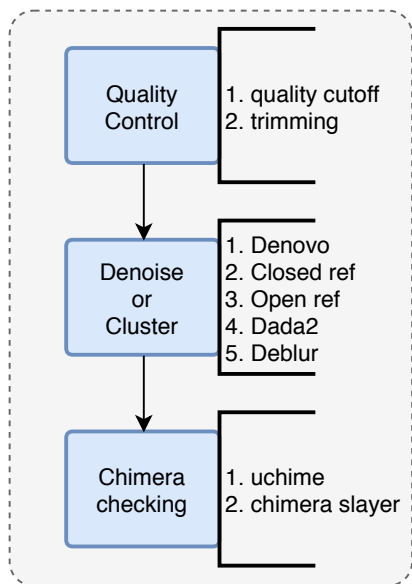 Quality
Control
1. quality cutoff
2. trimming
Denoise
or
Cluster
1. Denovo
2. Closed ref
3. Open ref
4. Dada2
5. Deblur
Chimera
checking
1. uchime
2. chimera slayer